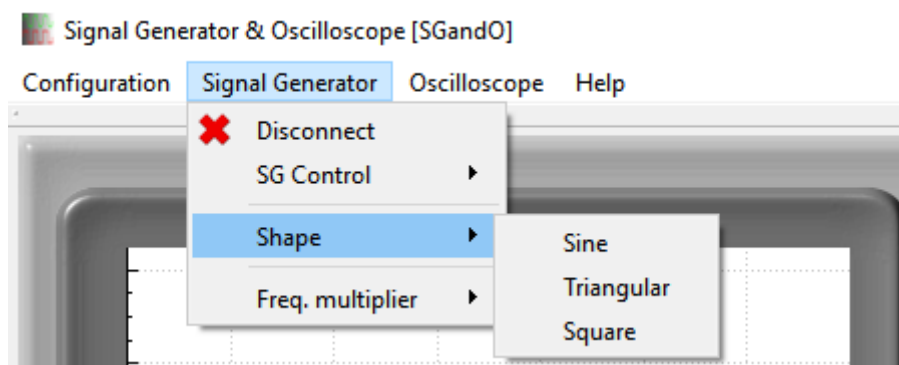 Signal Generator & Oscilloscope [SGandO]
Configuration Signal Generator Oscilloscope Help
Disconnect
SG Control
Shape
Sine
Triangular
Freq. multiplier
Square